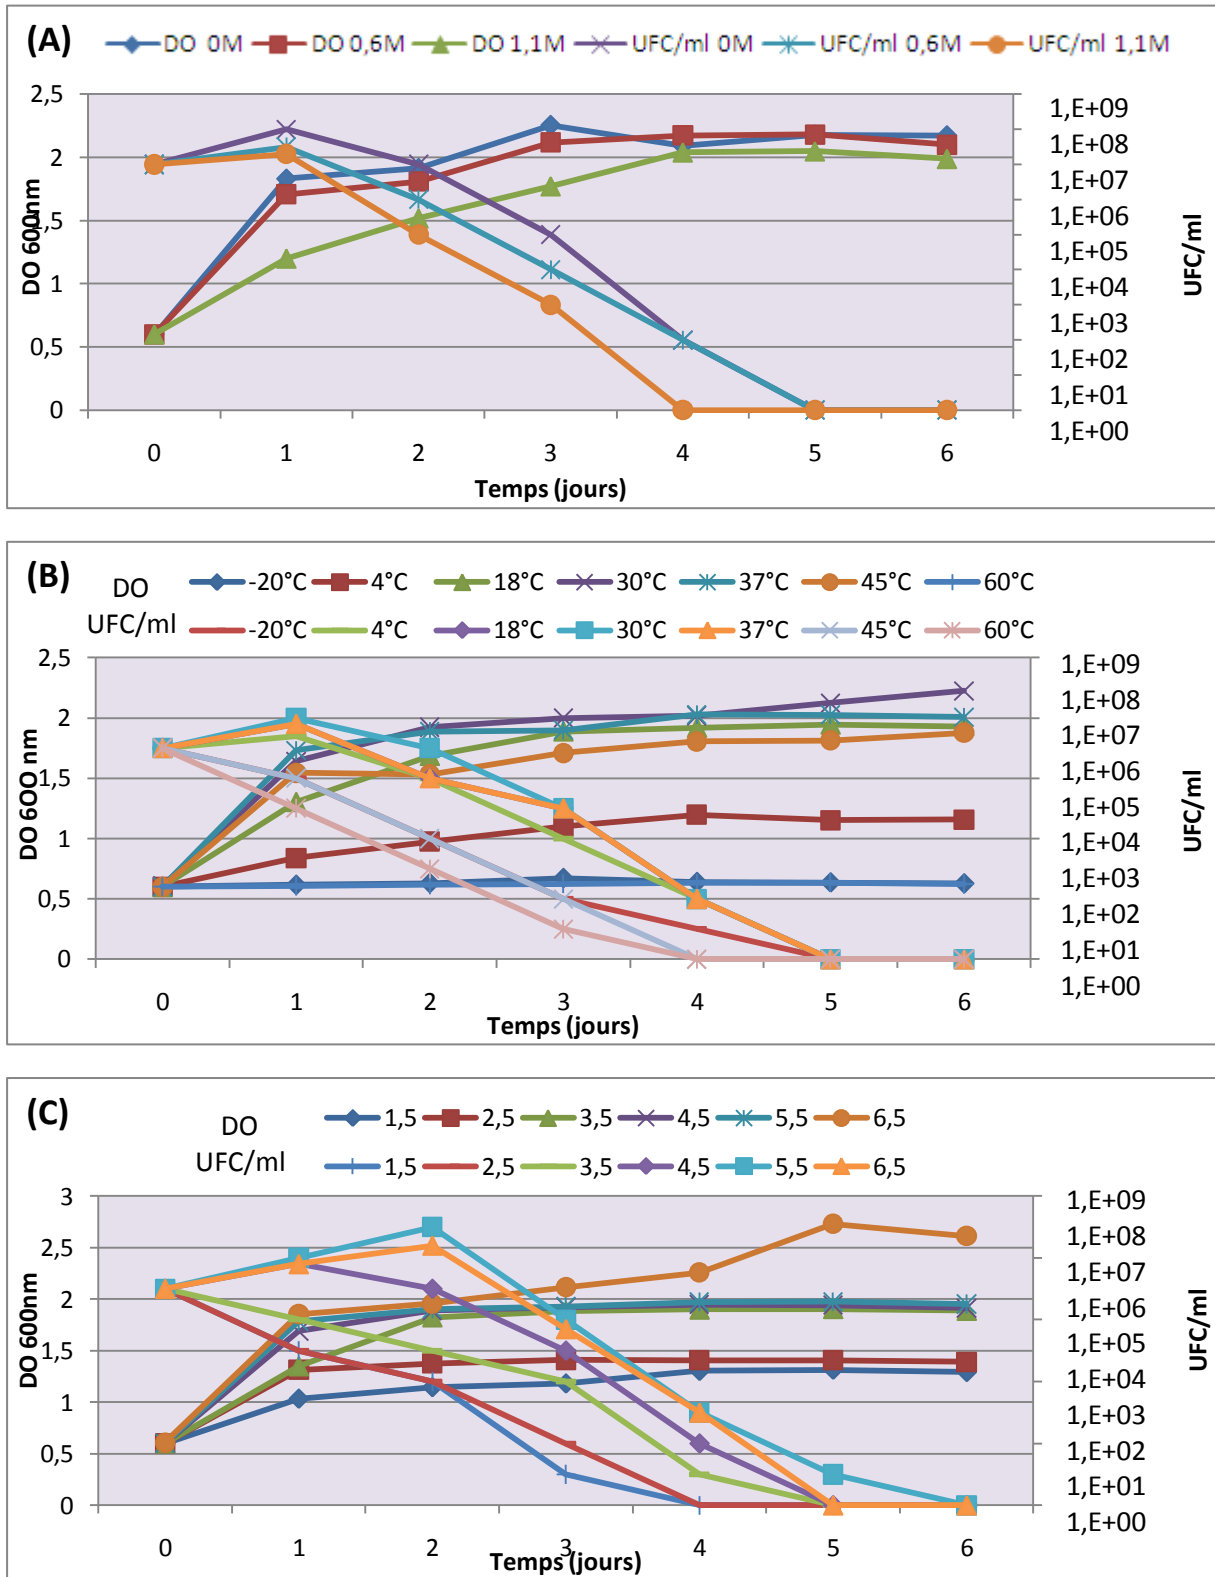 (A)
DO 0M DO 0,6M DO 1,1M UFC/ml 0M UFC/ml 0,6M UFC/ml 1,1M
2,5
2
1,5
1
0,5
0
DO 600nm
1,E+09
1,E+08
1,E+07
1,E+06
1,E+05
1,E+04
1,E+03
1,E+02
1,E+01
1,E+00
UFC/ml
0 1 2 3 4 5 6
Temps (jours)
(B)
DO -20°C 4°C 18°C 30°C 37°C 45°C 60°C
UFC/ml -20°C 4°C 18°C 30°C 37°C 45°C 60°C
2,5
2
1,5
1
0,5
0
DO 6OO nm
1,E+09
1,E+08
1,E+07
1,E+06
1,E+05
1,E+04
1,E+03
1,E+02
1,E+01
1,E+00
UFC/ml
0 1 2 3 4 5 6
Temps (jours)
(C)
DO 1,5 2,5 3,5 4,5 5,5 6,5
UFC/ml 1,5 2,5 3,5 4,5 5,5 6,5
3
2,5
2
1,5
1
0,5
0
DO 600nm
1,E+09
1,E+08
1,E+07
1,E+06
1,E+05
1,E+04
1,E+03
1,E+02
1,E+01
1,E+00
UFC/ml
0 1 2 3 4 5 6
Temps (jours)